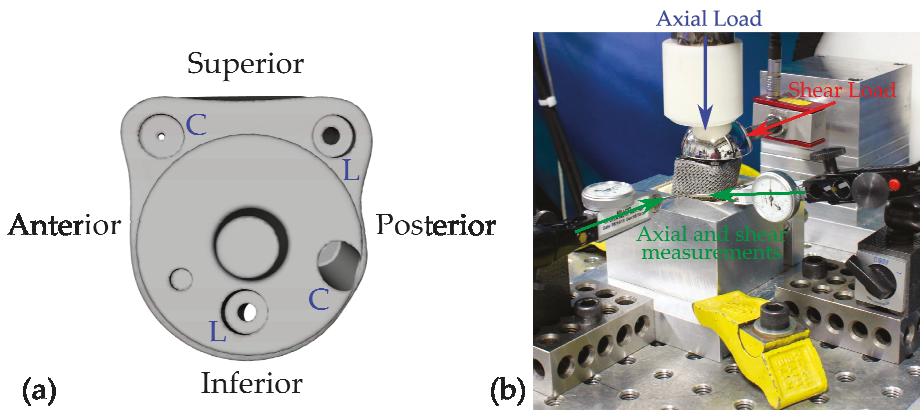 Superior
C
L
Anterior
Posterior
C
L
Inferior
(a)
Axial Load
Shear Load
Axial and shear
measurements
(b)